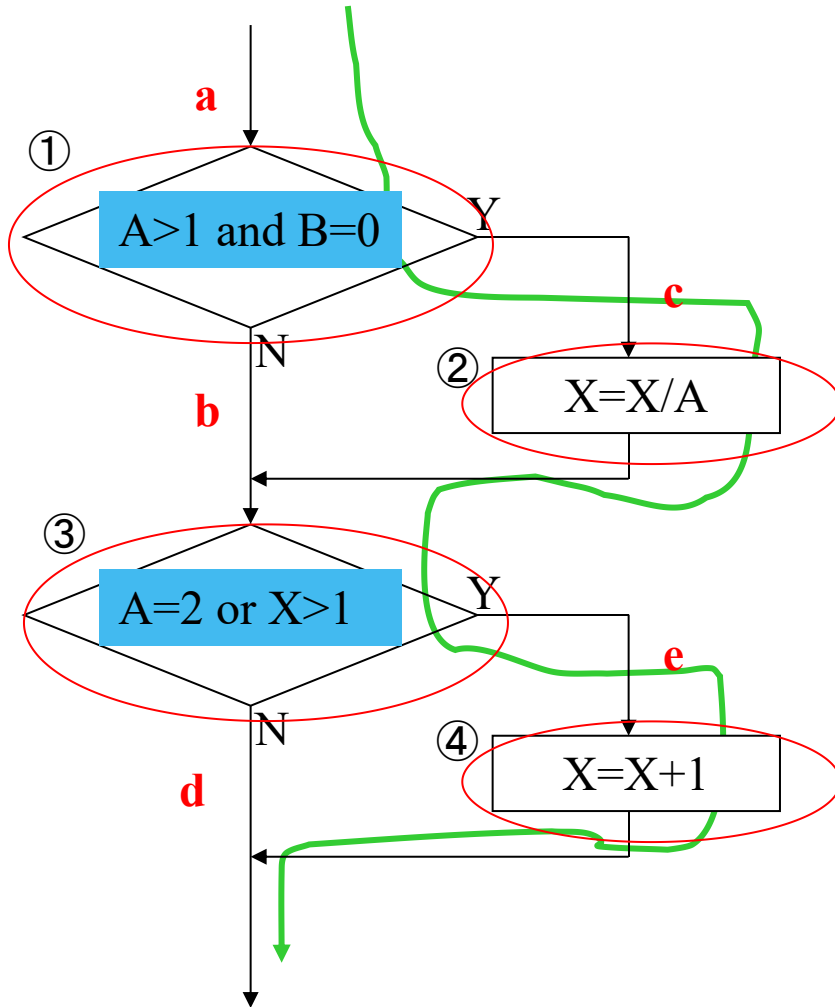 a
①
A>1 and B=0
Y
c
N
②
X=X/A
b
③
A=2 or X>1
Y
e
N
④
X=X+1
d